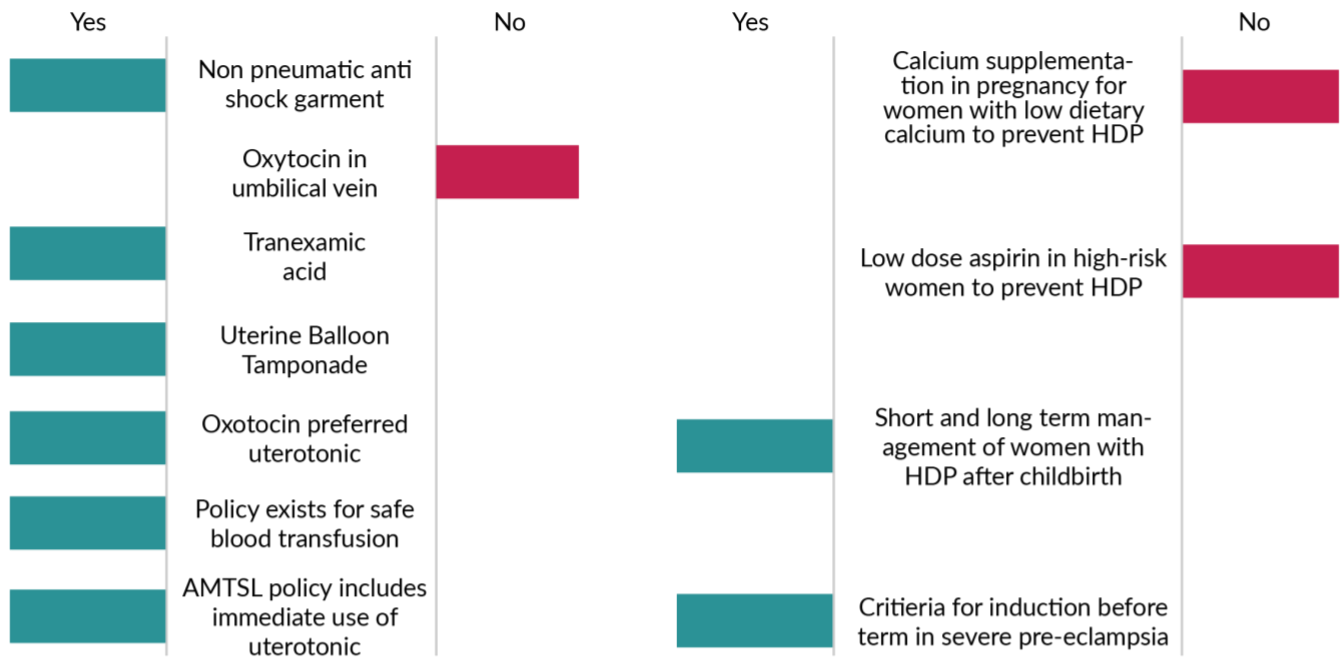 Yes
No
Non pneumatic anti
shock garment
Oxytocin in
umbilical vein
Tranexamic
acid
Uterine Balloon
Tamponade
Oxotocin preferred
uterotonic
Policy exists for safe
blood transfusion
AMTSL policy includes
immediate use of
uterotonic
Yes
No
Calcium supplementa-
tion in pregnancy for
women with low dietary
calcium to prevent HDP
Low dose aspirin in high-risk
women to prevent HDP
Short and long term man-
agement of women with
HDP after childbirth
Critieria for induction before
term in severe pre-eclampsia